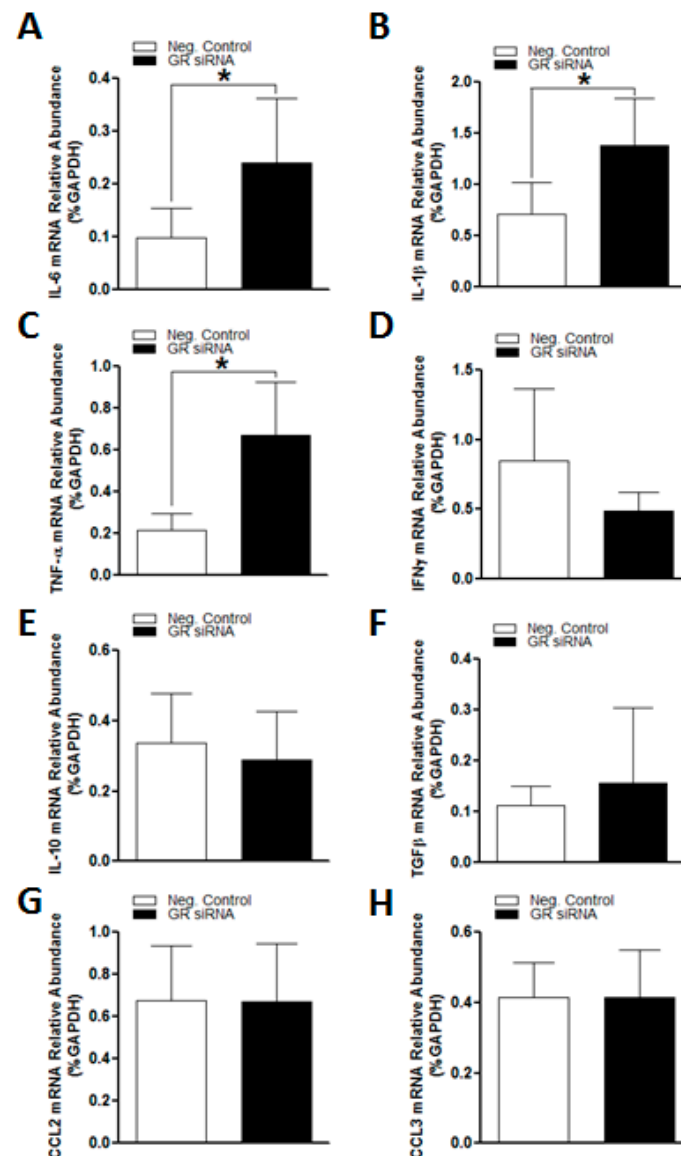 A
Neg. Control
GR siRNA
IL-6 mRNA Relative Abundance
(%GAPDH)
0.4
0.3
0.2
0.1
0.0
*
B
Neg. Control
GR siRNA
IL-1β mRNA Relative Abundance
(%GAPDH)
2.0
1.5
1.0
0.5
0.0
*
C
Neg. Control
GR siRNA
TNF-α mRNA Relative Abundance
(%GAPDH)
1.0
0.8
0.6
0.4
0.2
0.0
*
D
Neg. Control
GR siRNA
IFNγ mRNA Relative Abundance
(%GAPDH)
1.5
1.0
0.5
0.0
E
Neg. Control
GR siRNA
IL-10 mRNA Relative Abundance
(%GAPDH)
0.6
0.4
0.2
0.0
F
Neg. Control
GR siRNA
TGFβ mRNA Relative Abundance
(%GAPDH)
0.4
0.3
0.2
0.1
0.0
G
Neg. Control
GR siRNA
CCL2 mRNA Relative Abundance
(%GAPDH)
1.0
0.8
0.6
0.4
0.2
0.0
H
Neg. Control
GR siRNA
CCL3 mRNA Relative Abundance
(%GAPDH)
0.6
0.4
0.2
0.0